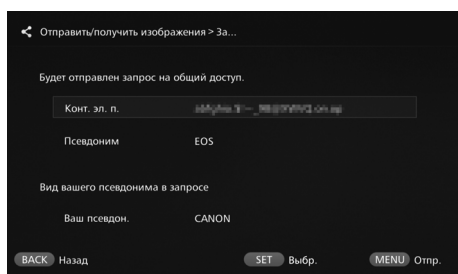 Отправить/получить изображения > За...
Будет отправлен запрос на общий доступ.
Конт. эл. п.
Псевдоним EOS
Вид вашего псевдонима в запросе
Ваш псевдон. CANON
BACK Назад SET Выбр. MENU Отпр.